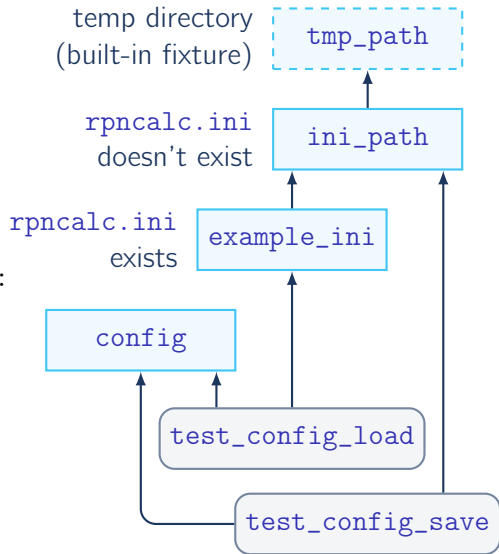 temp directory
(built-in fixture)
tmp_path
rpncalc.ini
doesn't exist
ini_path
rpncalc.ini
exists
example_ini
:
config
test_config_load
test_config_save